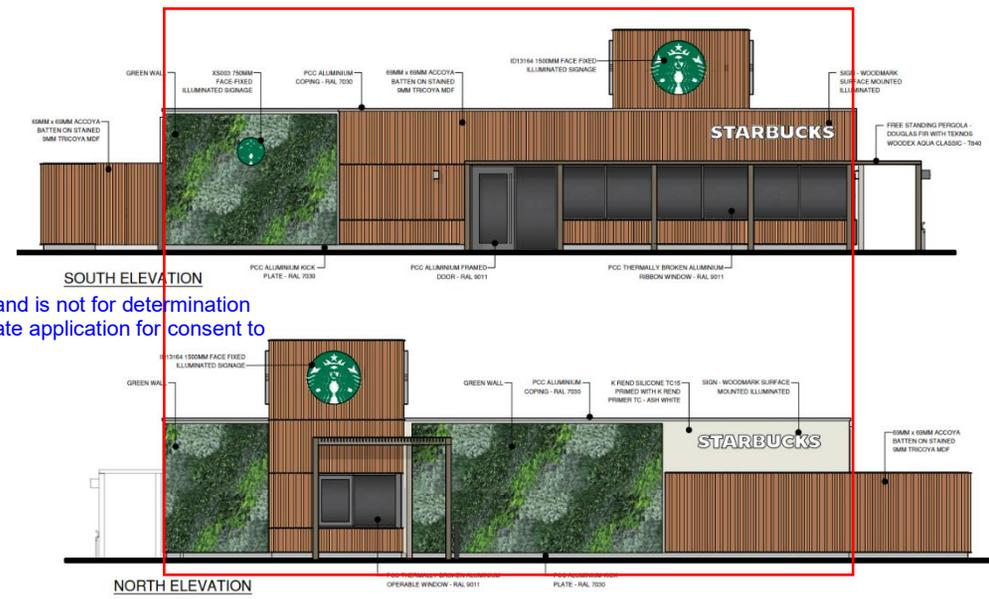 ID13164 1500MM FACE FIXED
ILLUMINATED SIGNAGE
GREEN WALL
XS003 750MM
FACE-FIXED
ILLUMINATED SIGNAGE
PCC ALUMINIUM
COPING - RAL 7030
69MM x 69MM ACCOYA
BATTEN ON STAINED
9MM TRICOYA MDF
SIGN - WOODMARK
SURFACE MOUNTED
ILLUMINATED
69MM x 69MM ACCOYA
BATTEN ON STAINED
9MM TRICOYA MDF
STARBUCKS
FREE STANDING PERGOLA -
DOUGLAS FIR WITH TEKNOS
WOODEX AQUA CLASSIC - T840
PCC ALUMINIUM KICK
PLATE - RAL 7030
PCC ALUMINIUM FRAMED
DOOR - RAL 9011
PCC THERMALLY BROKEN ALUMINIUM
RIBBON WINDOW - RAL 9011
SOUTH ELEVATION
and is not for determination
ate application for consent to
ID13164 1500MM FACE FIXED
ILLUMINATED SIGNAGE
GREEN WALL
GREEN WALL
PCC ALUMINIUM
COPING - RAL 7030
K REND SILICONE TC15
PRIMED WITH K REND
PRIMER TC - ASH WHITE
SIGN - WOODMARK SURFACE
MOUNTED ILLUMINATED
STARBUCKS
69MM x 69MM ACCOYA
BATTEN ON STAINED
9MM TRICOYA MDF
PCC THERMALLY BROKEN ALUMINIUM
OPERABLE WINDOW - RAL 9011
PCC ALUMINIUM KICK
PLATE - RAL 7030
NORTH ELEVATION